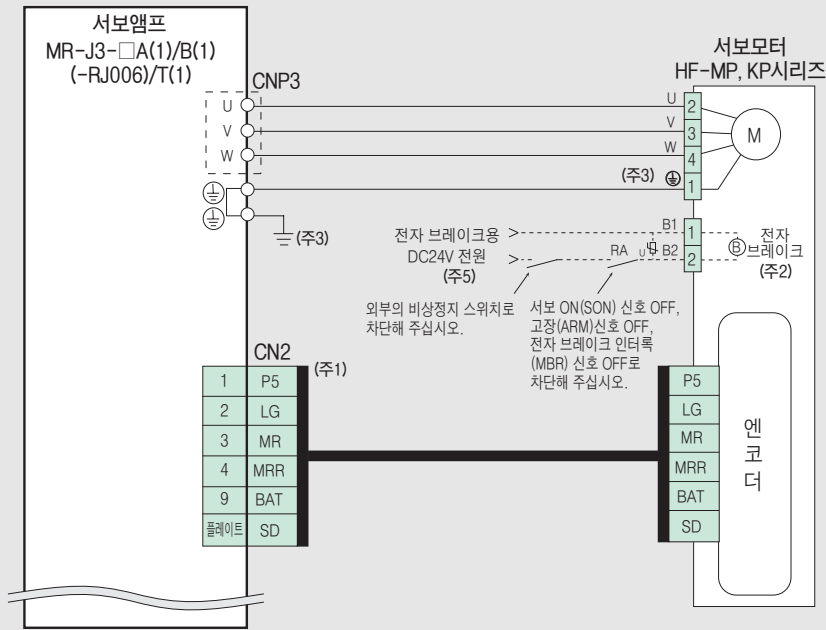 서보앰프
MR-J3-□A(1)/B(1)
(-RJ006)/T(1)
CNP3
U
V
W
(주3)
서보모터
HF-MP, KP시리즈
U 2
V 3
W 4
(주3) 1
M
전자 브레이크용
DC24V 전원
(주5)
B1 1
RA U B2 2
B 전자
브레이크
(주2)
외부의 비상정지 스위치로
차단해 주십시오.
서보 ON(SON) 신호 OFF,
고장(ARM)신호 OFF,
전자 브레이크 인터록
(MBR) 신호 OFF로
차단해 주십시오.
CN2
(주1)
1 P5
2 LG
3 MR
4 MRR
9 BAT
플레이트 SD
P5
LG
MR
MRR
BAT
SD
엔코더